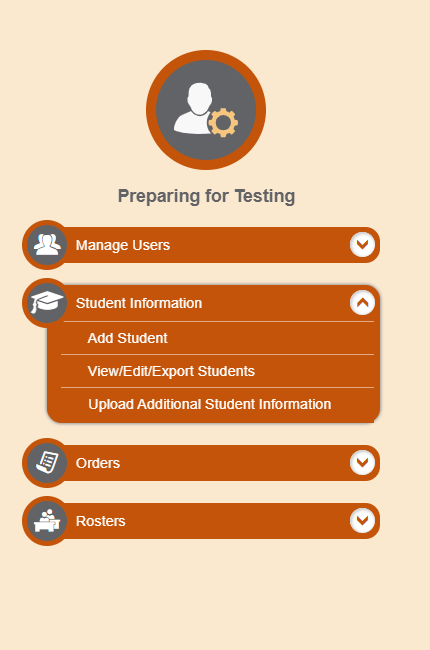 Preparing for Testing
Manage Users
Student Information
Add Student
View/Edit/Export Students
Upload Additional Student Information
Orders
Rosters